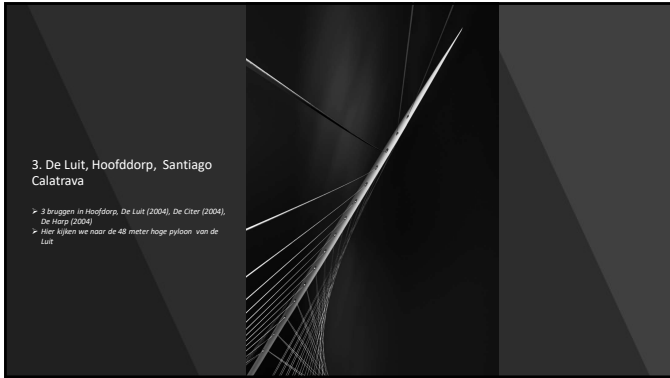 3. De Luit, Hoofddorp, Santiago
Calatrava
➢ 3 bruggen in Hoofdorp, De Luit (2004), De Citer (2004),
De Harp (2004)
➢ Hier kijken we naar de 48 meter hoge pyloon van de
Luit